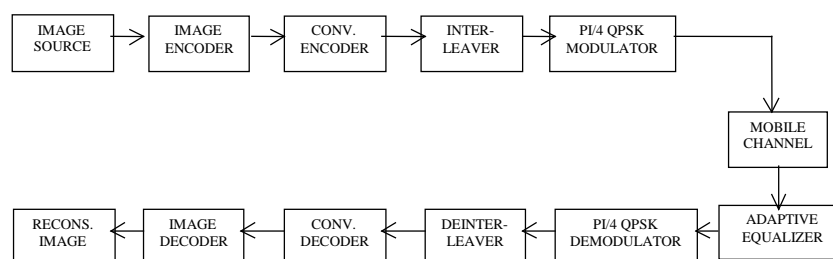 IMAGE
SOURCE
IMAGE
ENCODER
CONV.
ENCODER
INTER-
LEAVER
PI/4 QPSK
MODULATOR
MOBILE
CHANNEL
RECONS.
IMAGE
IMAGE
DECODER
CONV.
DECODER
DEINTER-
LEAVER
PI/4 QPSK
DEMODULATOR
ADAPTIVE
EQUALIZER